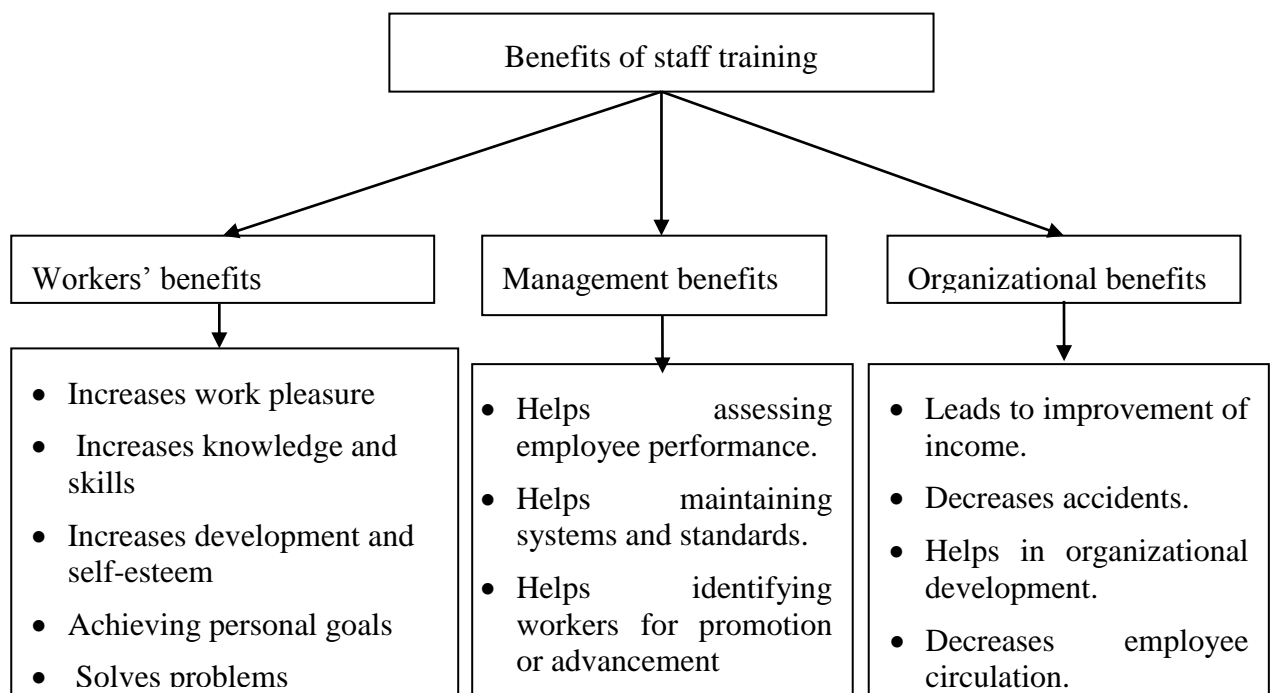 Benefits of staff training
Workers’ benefits
Management benefits
Organizational benefits
• Increases work pleasure
• Increases knowledge and
skills
• Increases development and
self-esteem
• Achieving personal goals
• Solves problems
• Helps assessing
employee performance.
• Helps maintaining
systems and standards.
• Helps identifying
workers for promotion
or advancement
• Leads to improvement of
income.
• Decreases accidents.
• Helps in organizational
development.
• Decreases employee
circulation.